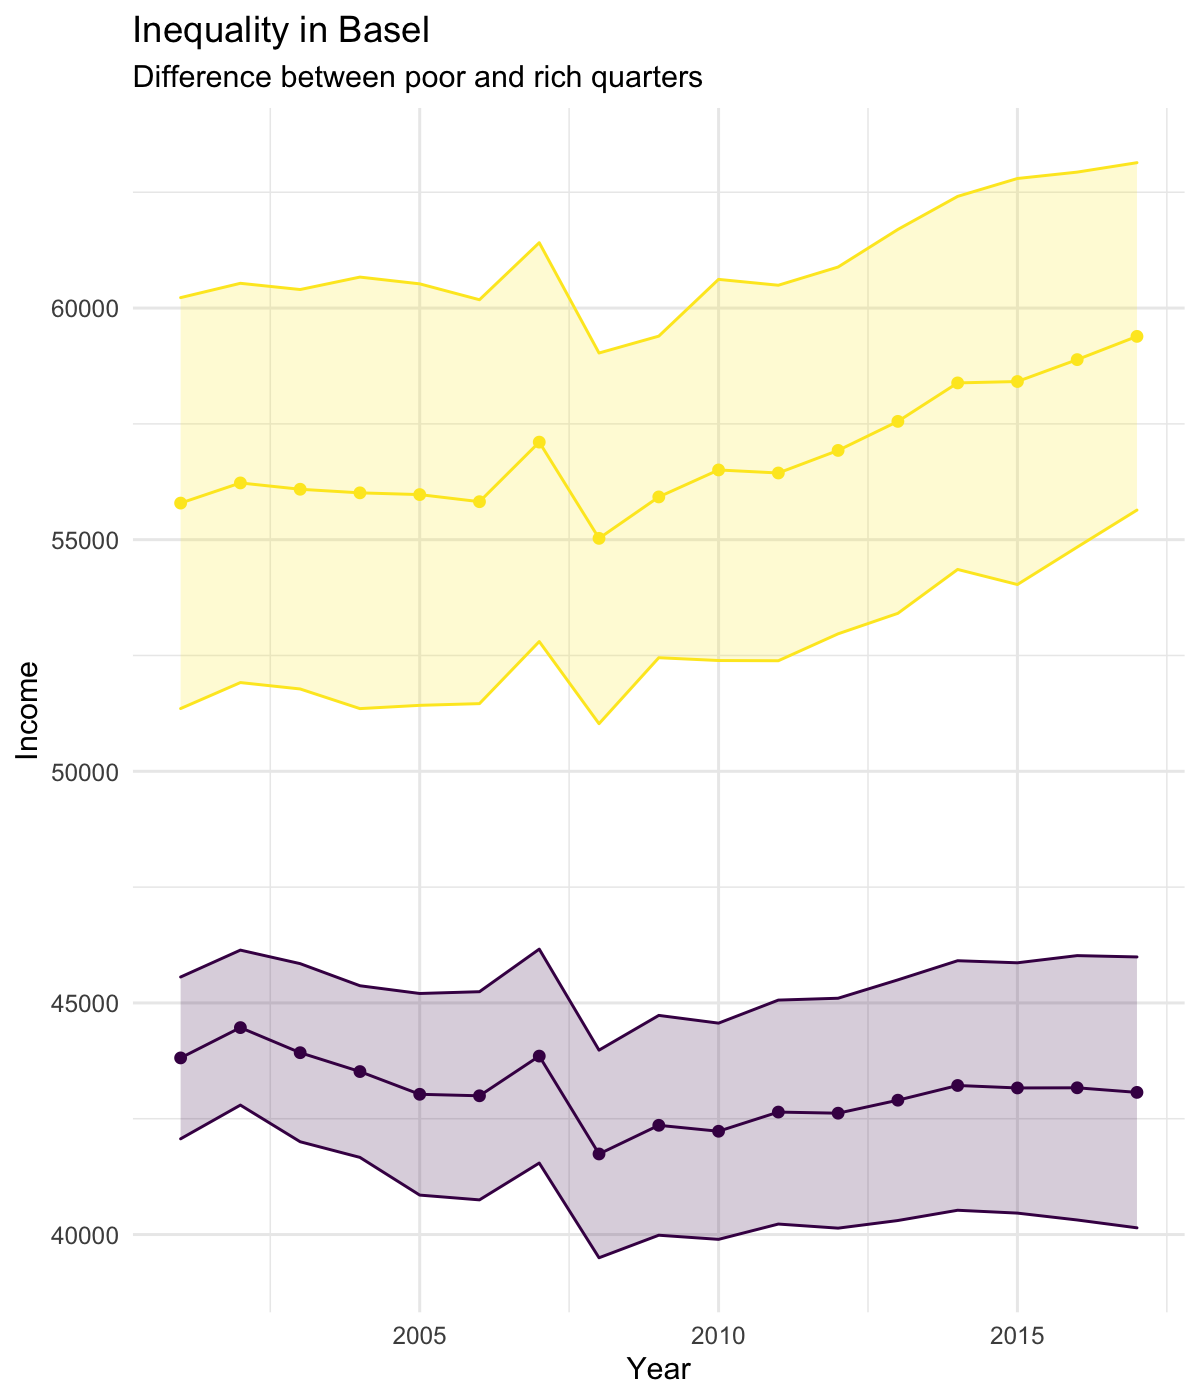 Inequality in Basel
Difference between poor and rich quarters
60000
55000
50000
45000
40000
Income
2005 2010 2015
Year